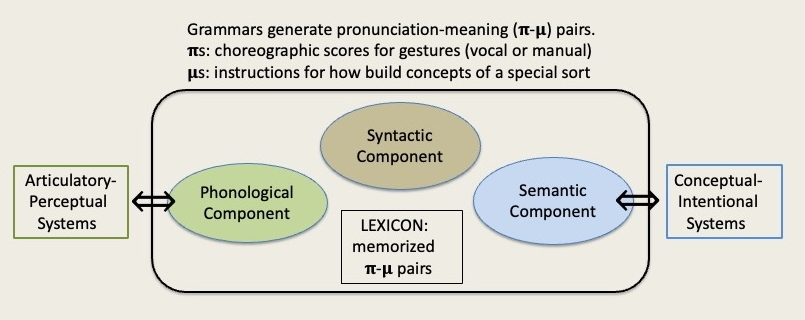 Grammars generate pronunciation-meaning (π-μ) pairs.
πs: choreographic scores for gestures (vocal or manual)
μs: instructions for how build concepts of a special sort
Syntactic
Component
Articulatory-
Perceptual
Systems
Phonological
Component
Semantic
Component
Conceptual-
Intentional
Systems
LEXICON:
memorized
π-μ pairs